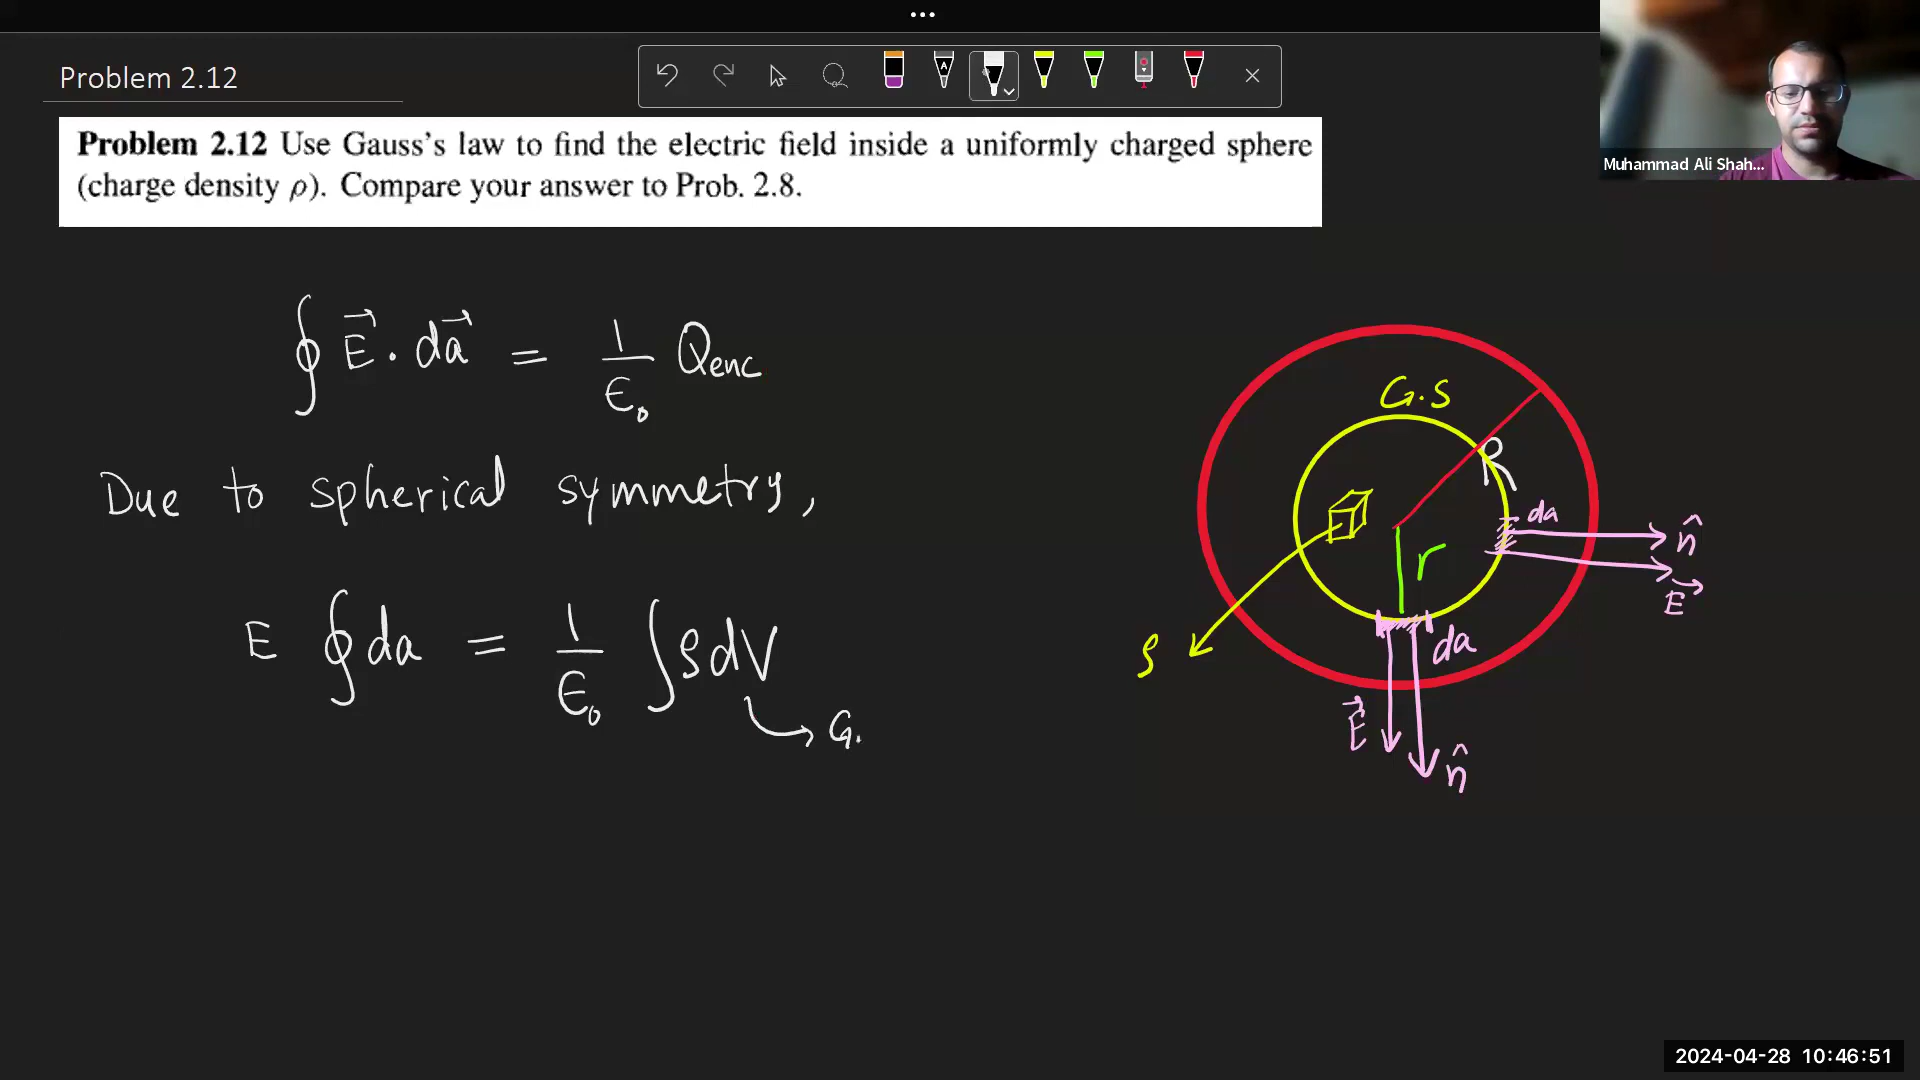 Problem 2.12
Muhammad Ali Shah...
Problem 2.12 Use Gauss's law to find the electric field inside a uniformly charged sphere
(charge density ρ). Compare your answer to Prob. 2.8.
∮ E⃗ · da⃗ = 1/ϵ₀ Qenc
Due to spherical symmetry,
E ∮ da = 1/ϵ₀ ∫ρdV
G.
G.S
R
da
n̂
E⃗
r
ρ
da
E⃗
n̂
2024-04-28 10:46:51